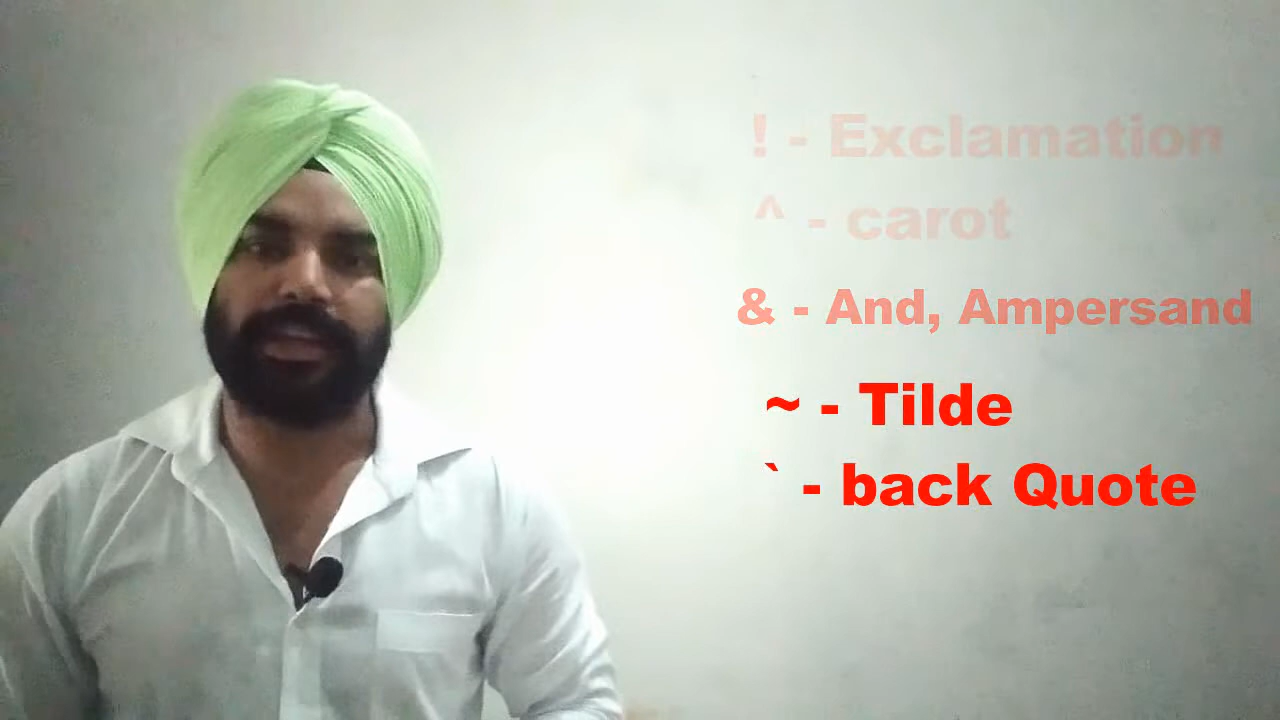 ! - Exclamation
^ - carot
& - And, Ampersand
~ - Tilde
` - back Quote